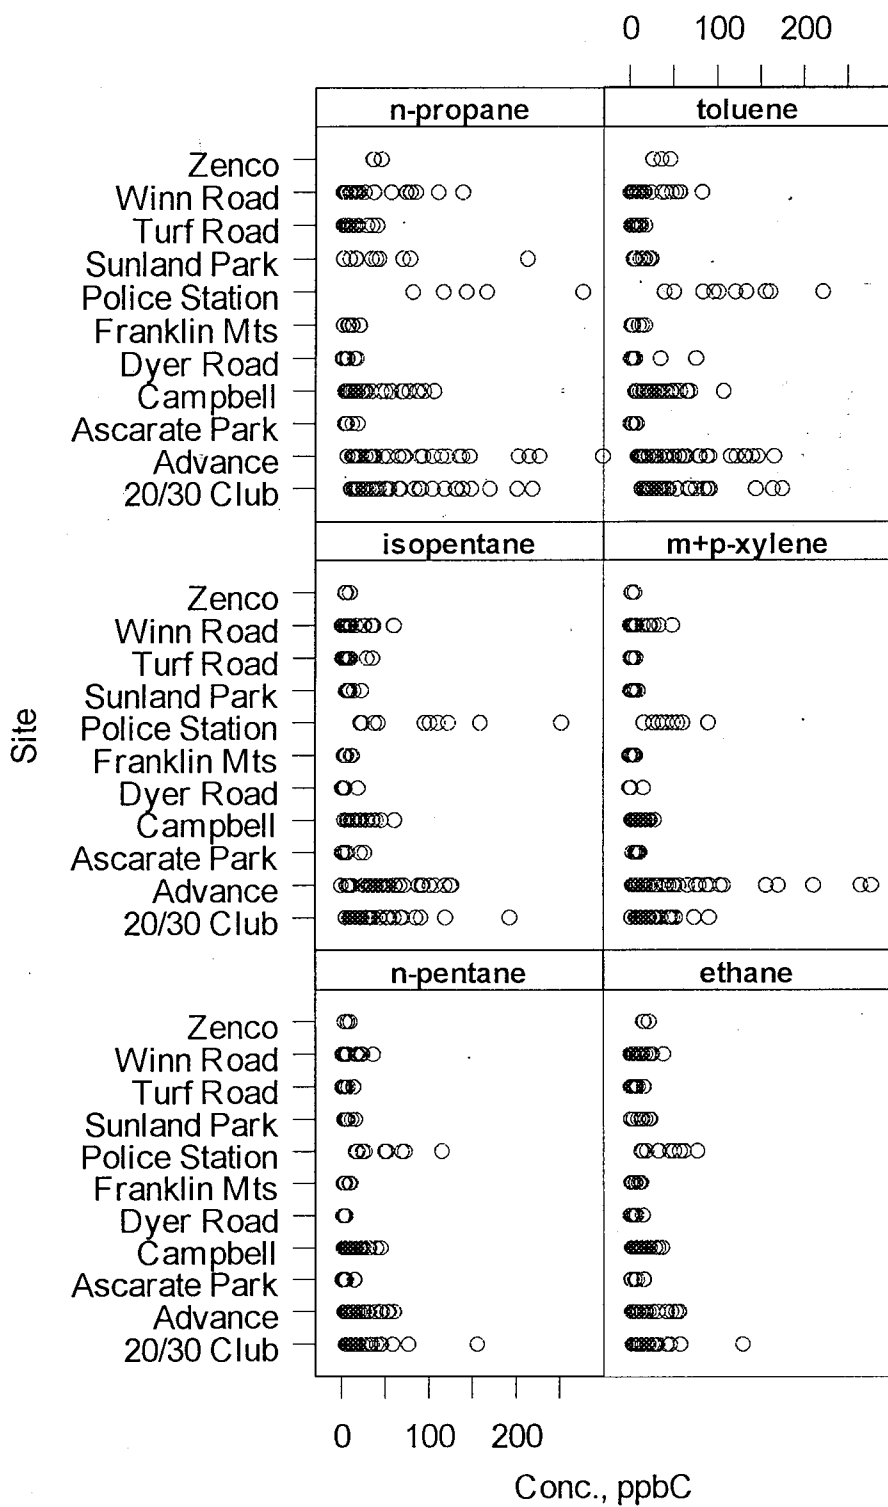 0 100 200
n-propane toluene
Zenco
Winn Road
Turf Road
Sunland Park
Police Station
Franklin Mts
Dyer Road
Campbell
Ascarate Park
Advance
20/30 Club
isopentane m+p-xylene
Zenco
Winn Road
Turf Road
Sunland Park
Police Station
Franklin Mts
Dyer Road
Campbell
Ascarate Park
Advance
20/30 Club
Site
n-pentane ethane
Zenco
Winn Road
Turf Road
Sunland Park
Police Station
Franklin Mts
Dyer Road
Campbell
Ascarate Park
Advance
20/30 Club
0 100 200
Conc., ppbC